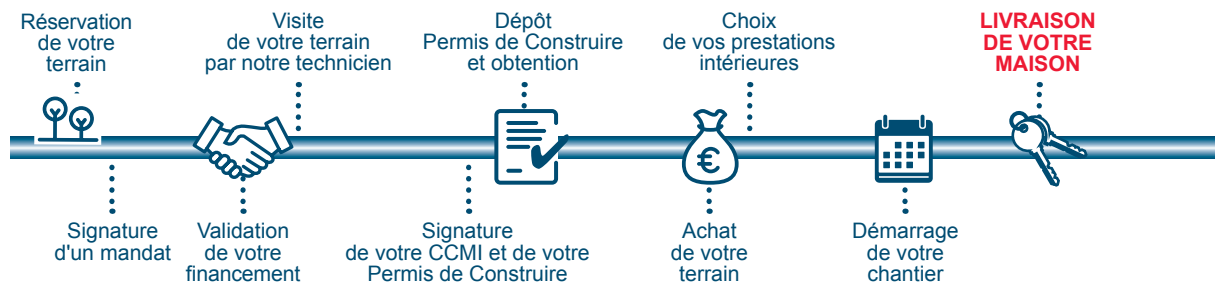 Réservation
de votre
terrain
Visite
de votre terrain
par notre technicien
Dépôt
Permis de Construire
et obtention
Choix
de vos prestations
intérieures
LIVRAISON
DE VOTRE
MAISON
€
Signature
d'un mandat
Validation
de votre
financement
Signature
de votre CCMI et de votre
Permis de Construire
Achat
de votre
terrain
Démarrage
de votre
chantier